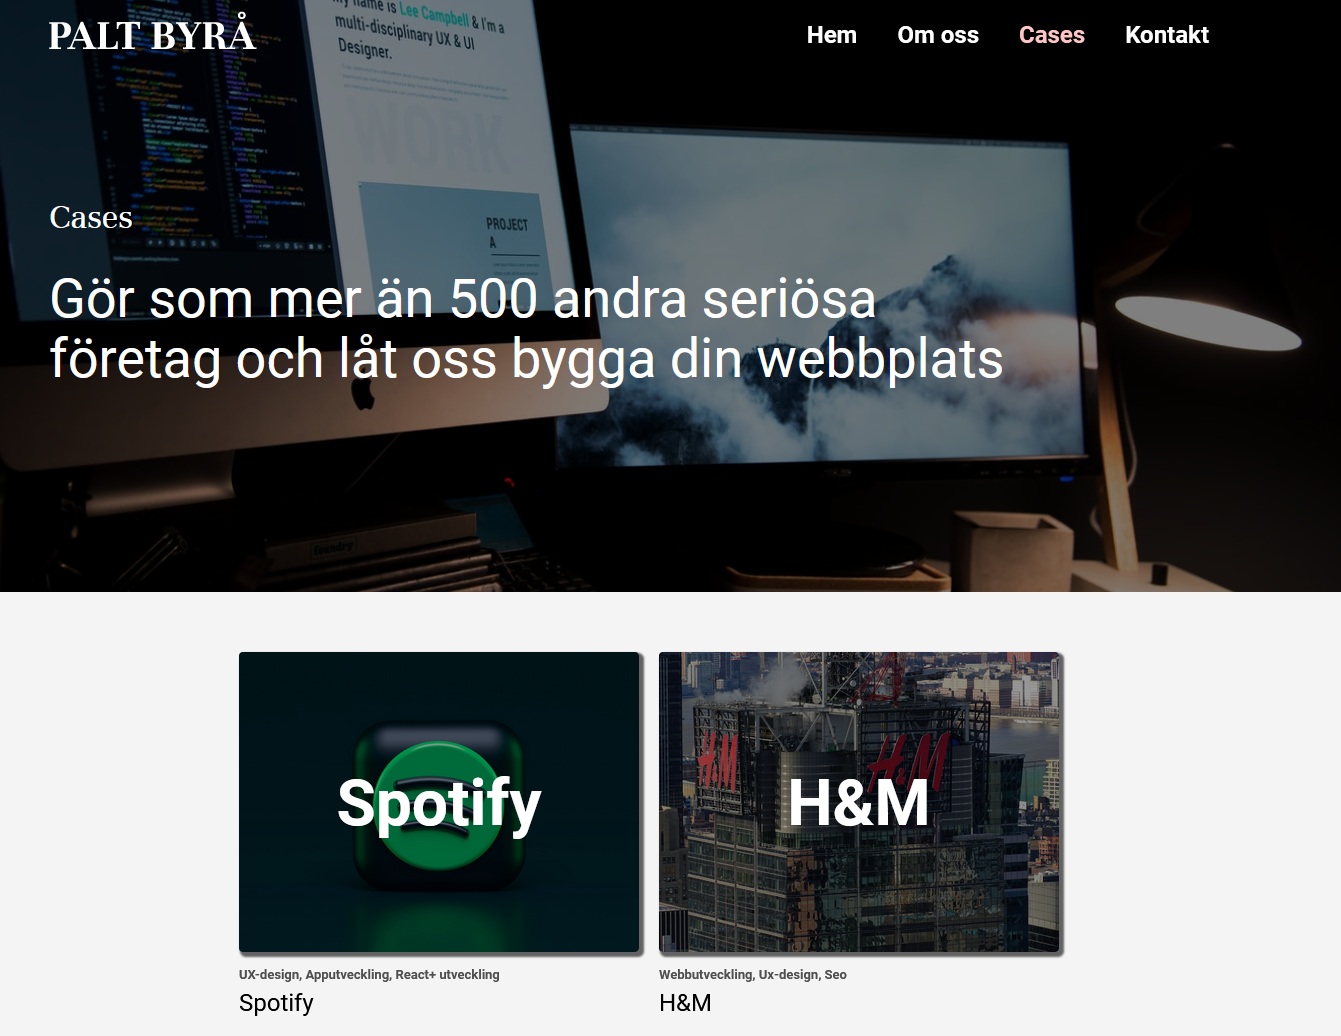 PALT BYRÅ
Hem Om oss Cases Kontakt
my name is Lee Campbell & I'm a
multi-disciplinary UX & UI
Designer.
WORK
PROJECT
A
Cases
Gör som mer än 500 andra seriösa
företag och låt oss bygga din webbplats
foundry
Spotify
H&M
H&M
H&M
UX-design, Apputveckling, React+ utveckling
Spotify
Webbutveckling, Ux-design, Seo
H&M